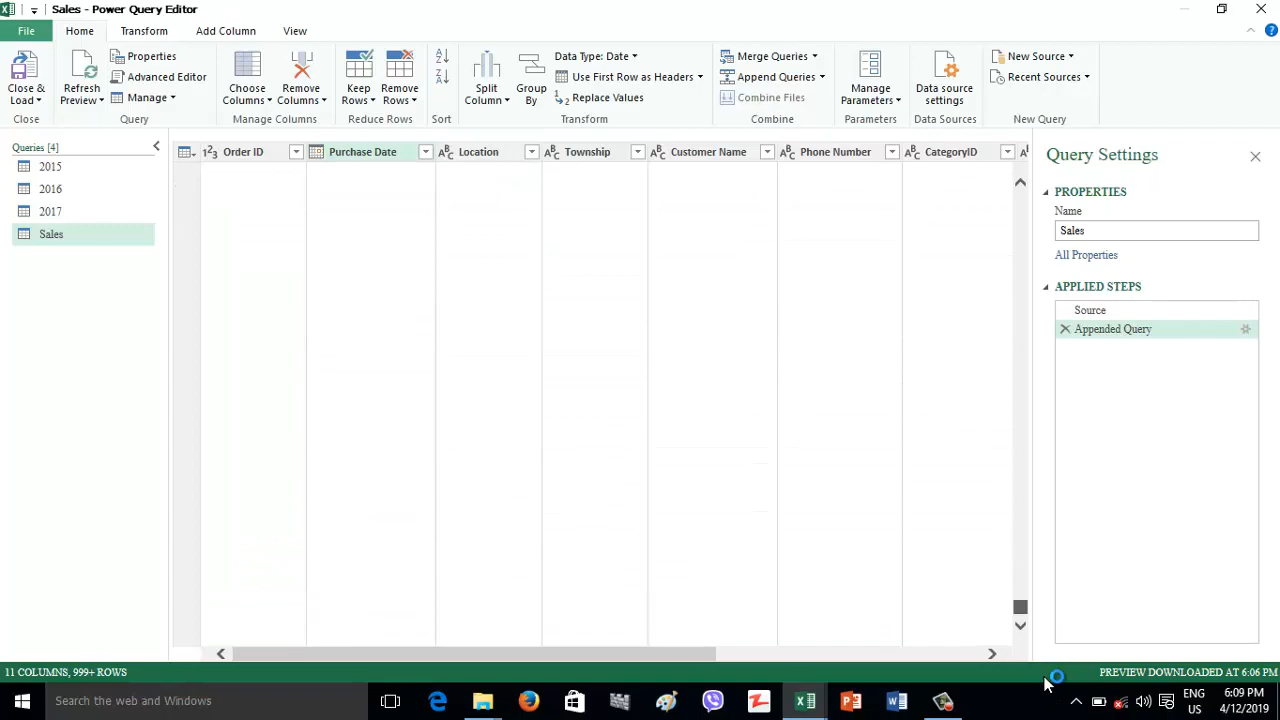 Sales - Power Query Editor
File Home Transform Add Column View
Close & Load
Close
Refresh Preview
Properties
Advanced Editor
Manage
Query
Choose Columns
Remove Columns
Manage Columns
Keep Rows
Remove Rows
Reduce Rows
Sort
Split Column
Group By
Data Type: Date
Use First Row as Headers
Replace Values
Transform
Merge Queries
Append Queries
Combine Files
Combine
Manage Parameters
Parameters
Data source settings
Data Sources
New Source
Recent Sources
New Query
Queries [4]
2015
2016
2017
Sales
Order ID Purchase Date Location Township Customer Name Phone Number CategoryID
Query Settings
PROPERTIES
Name
Sales
All Properties
APPLIED STEPS
Source
Appended Query
11 COLUMNS, 999+ ROWS
PREVIEW DOWNLOADED AT 6:06 PM
Search the web and Windows
ENG US
6:09 PM
4/12/2019